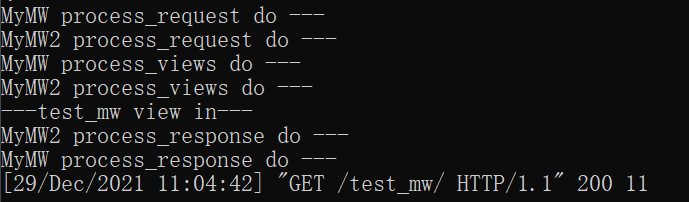 MyMW process_request do ---
MyMW2 process_request do ---
MyMW process_views do ---
MyMW2 process_views do ---
---test_mw view in---
MyMW2 process_response do ---
MyMW process_response do ---
[29/Dec/2021 11:04:42] "GET /test_mw/ HTTP/1.1" 200 11